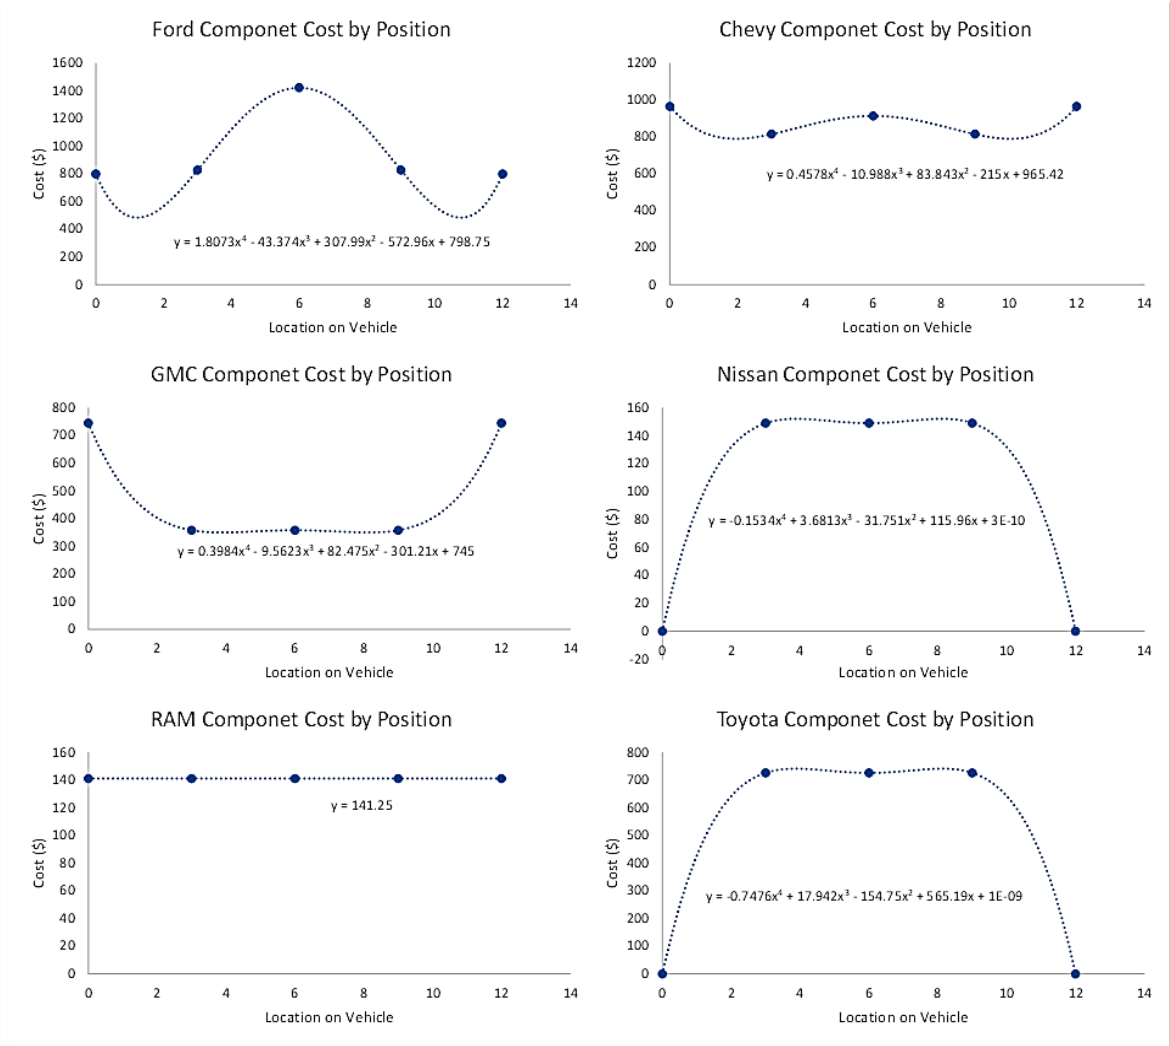 Ford Componet Cost by Position
1600
1400
1200
1000
800
600
400
200
0
Cost ($)
y = 1.8073x⁴ - 43.374x³ + 307.99x² - 572.96x + 798.75
0 2 4 6 8 10 12 14
Location on Vehicle
Chevy Componet Cost by Position
1200
1000
800
600
400
200
0
Cost ($)
y = 0.4578x⁴ - 10.988x³ + 83.843x² - 215x + 965.42
0 2 4 6 8 10 12 14
Location on Vehicle
GMC Componet Cost by Position
800
700
600
500
400
300
200
100
0
Cost ($)
y = 0.3984x⁴ - 9.5623x³ + 82.475x² - 301.21x + 745
0 2 4 6 8 10 12 14
Location on Vehicle
Nissan Componet Cost by Position
160
140
120
100
80
60
40
20
0
-20
Cost ($)
y = -0.1534x⁴ + 3.6813x³ - 31.751x² + 115.96x + 3E-10
0 2 4 6 8 10 12 14
Location on Vehicle
RAM Componet Cost by Position
160
140
120
100
80
60
40
20
0
Cost ($)
y = 141.25
0 2 4 6 8 10 12 14
Location on Vehicle
Toyota Componet Cost by Position
800
700
600
500
400
300
200
100
0
Cost ($)
y = -0.7476x⁴ + 17.942x³ - 154.75x² + 565.19x + 1E-09
0 2 4 6 8 10 12 14
Location on Vehicle